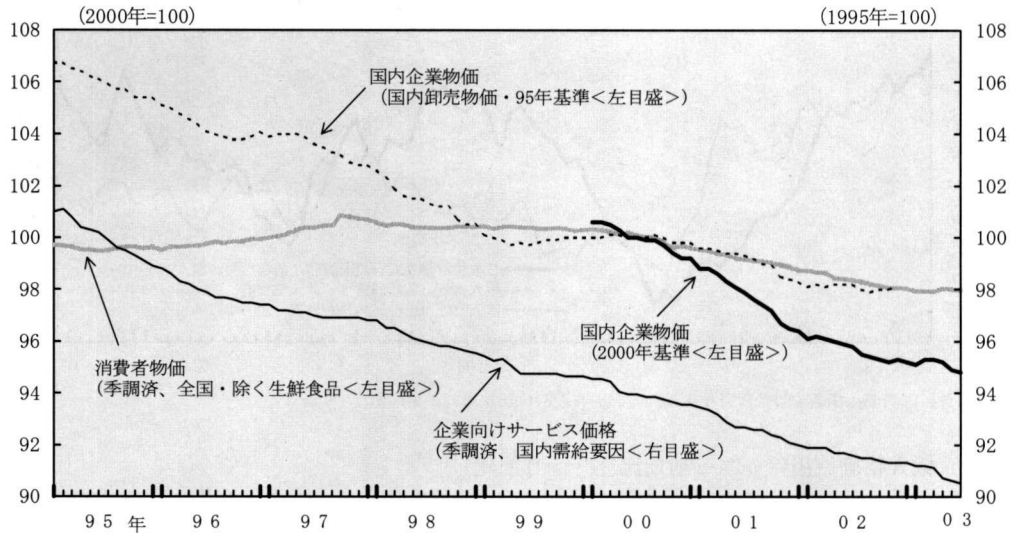 (2000年=100)
(1995年=100)
108
106
104
102
100
98
96
94
92
90
108
106
104
102
100
98
96
94
92
90
国内企業物価
（国内卸売物価・95年基準＜左目盛＞）
国内企業物価
（2000年基準＜左目盛＞）
消費者物価
（季調済、全国・除く生鮮食品＜左目盛＞）
企業向けサービス価格
（季調済、国内需給要因＜右目盛＞）
95年 96 97 98 99 00 01 02 03